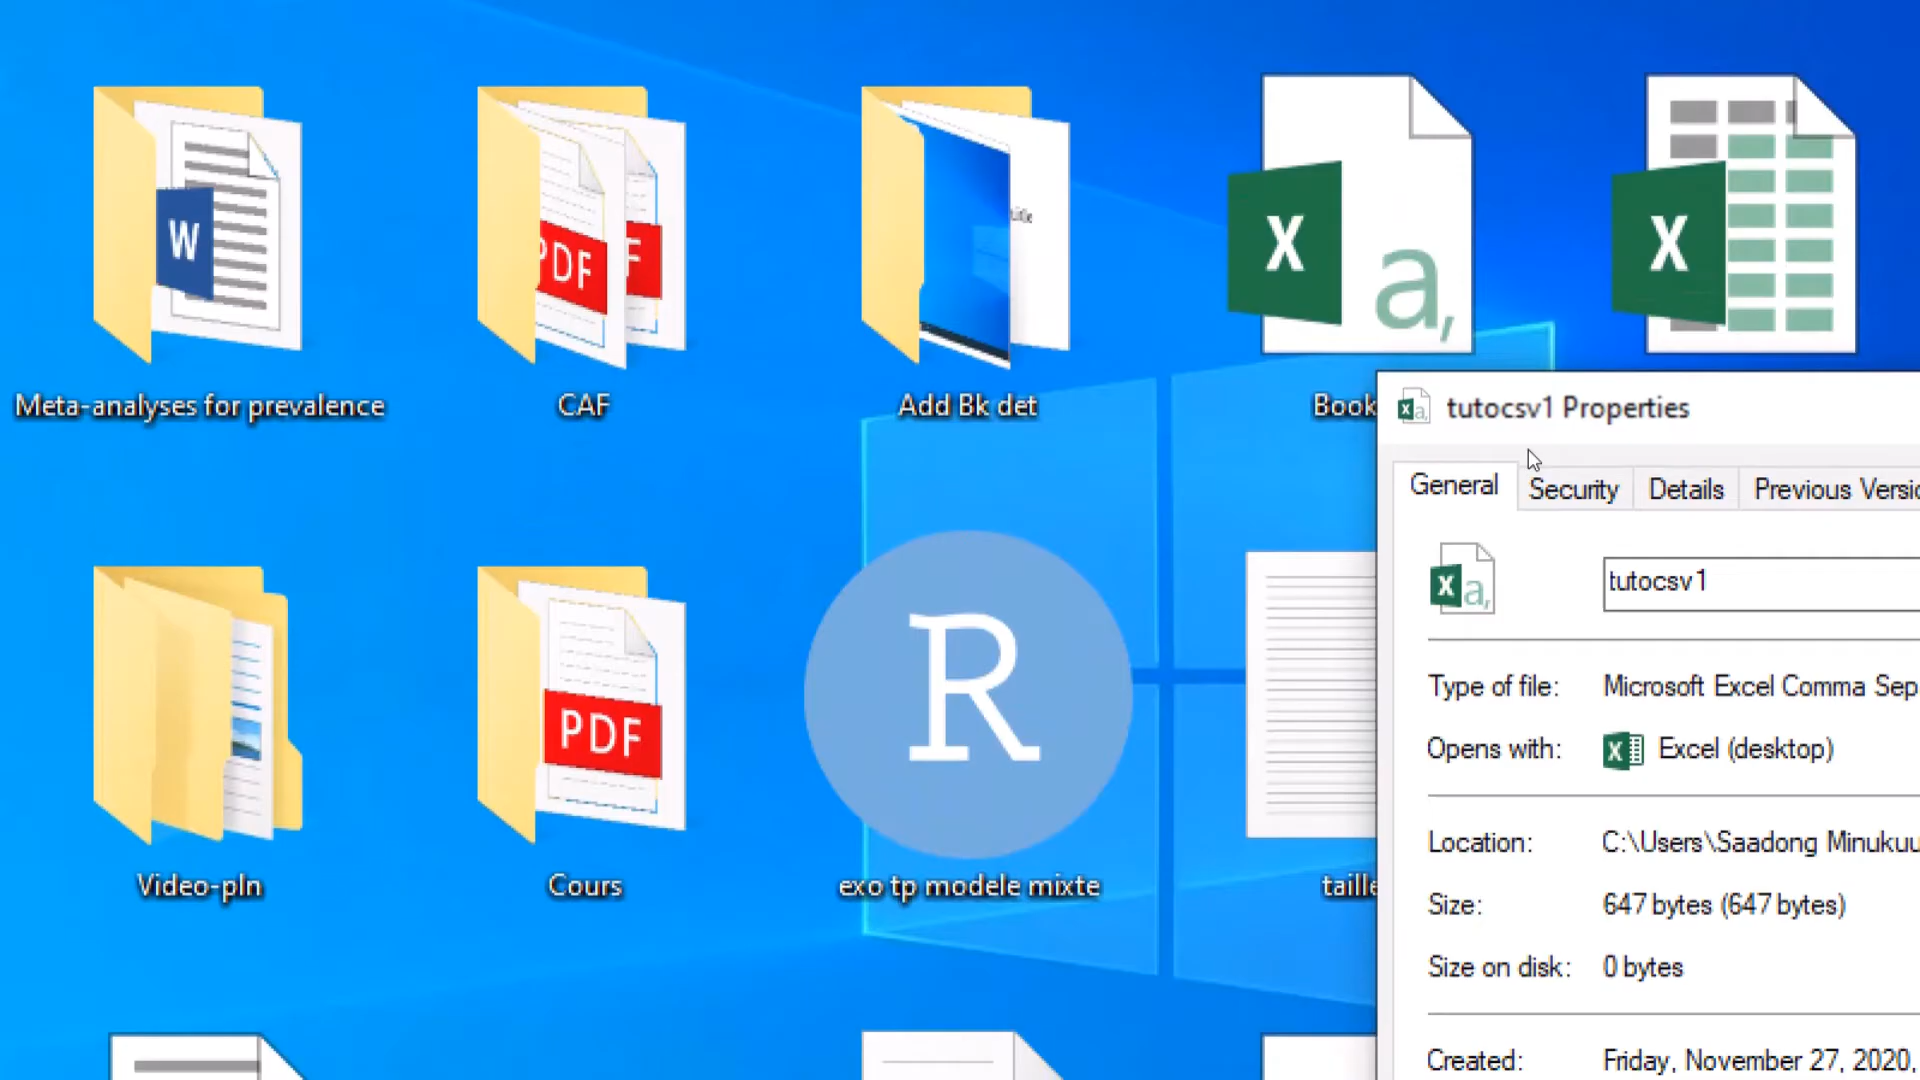 Meta-analyses for prevalence
CAF
Add Bk det
Book
W
PDF
F
X
a,
X
tutocsv1 Properties
General
Security
Details
Previous Versio
tutocsv1
Type of file:
Microsoft Excel Comma Sep
Opens with:
Excel (desktop)
Location:
C:\Users\Saadong Minukuu
Size:
647 bytes (647 bytes)
Size on disk:
0 bytes
Created:
Friday, November 27, 2020,
PDF
R
Video-pln
Cours
exo tp modele mixte
taille